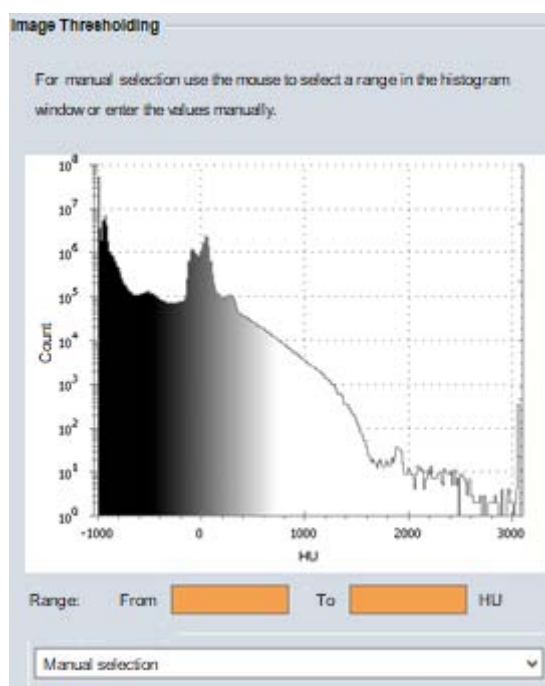 Image Thresholding
For manual selection use the mouse to select a range in the histogram
window or enter the values manually.
10^8
10^7
10^6
10^5
10^4
10^3
10^2
10^1
10^0
Count
-1000 0 1000 2000 3000
HU
Range: From To HU
Manual selection